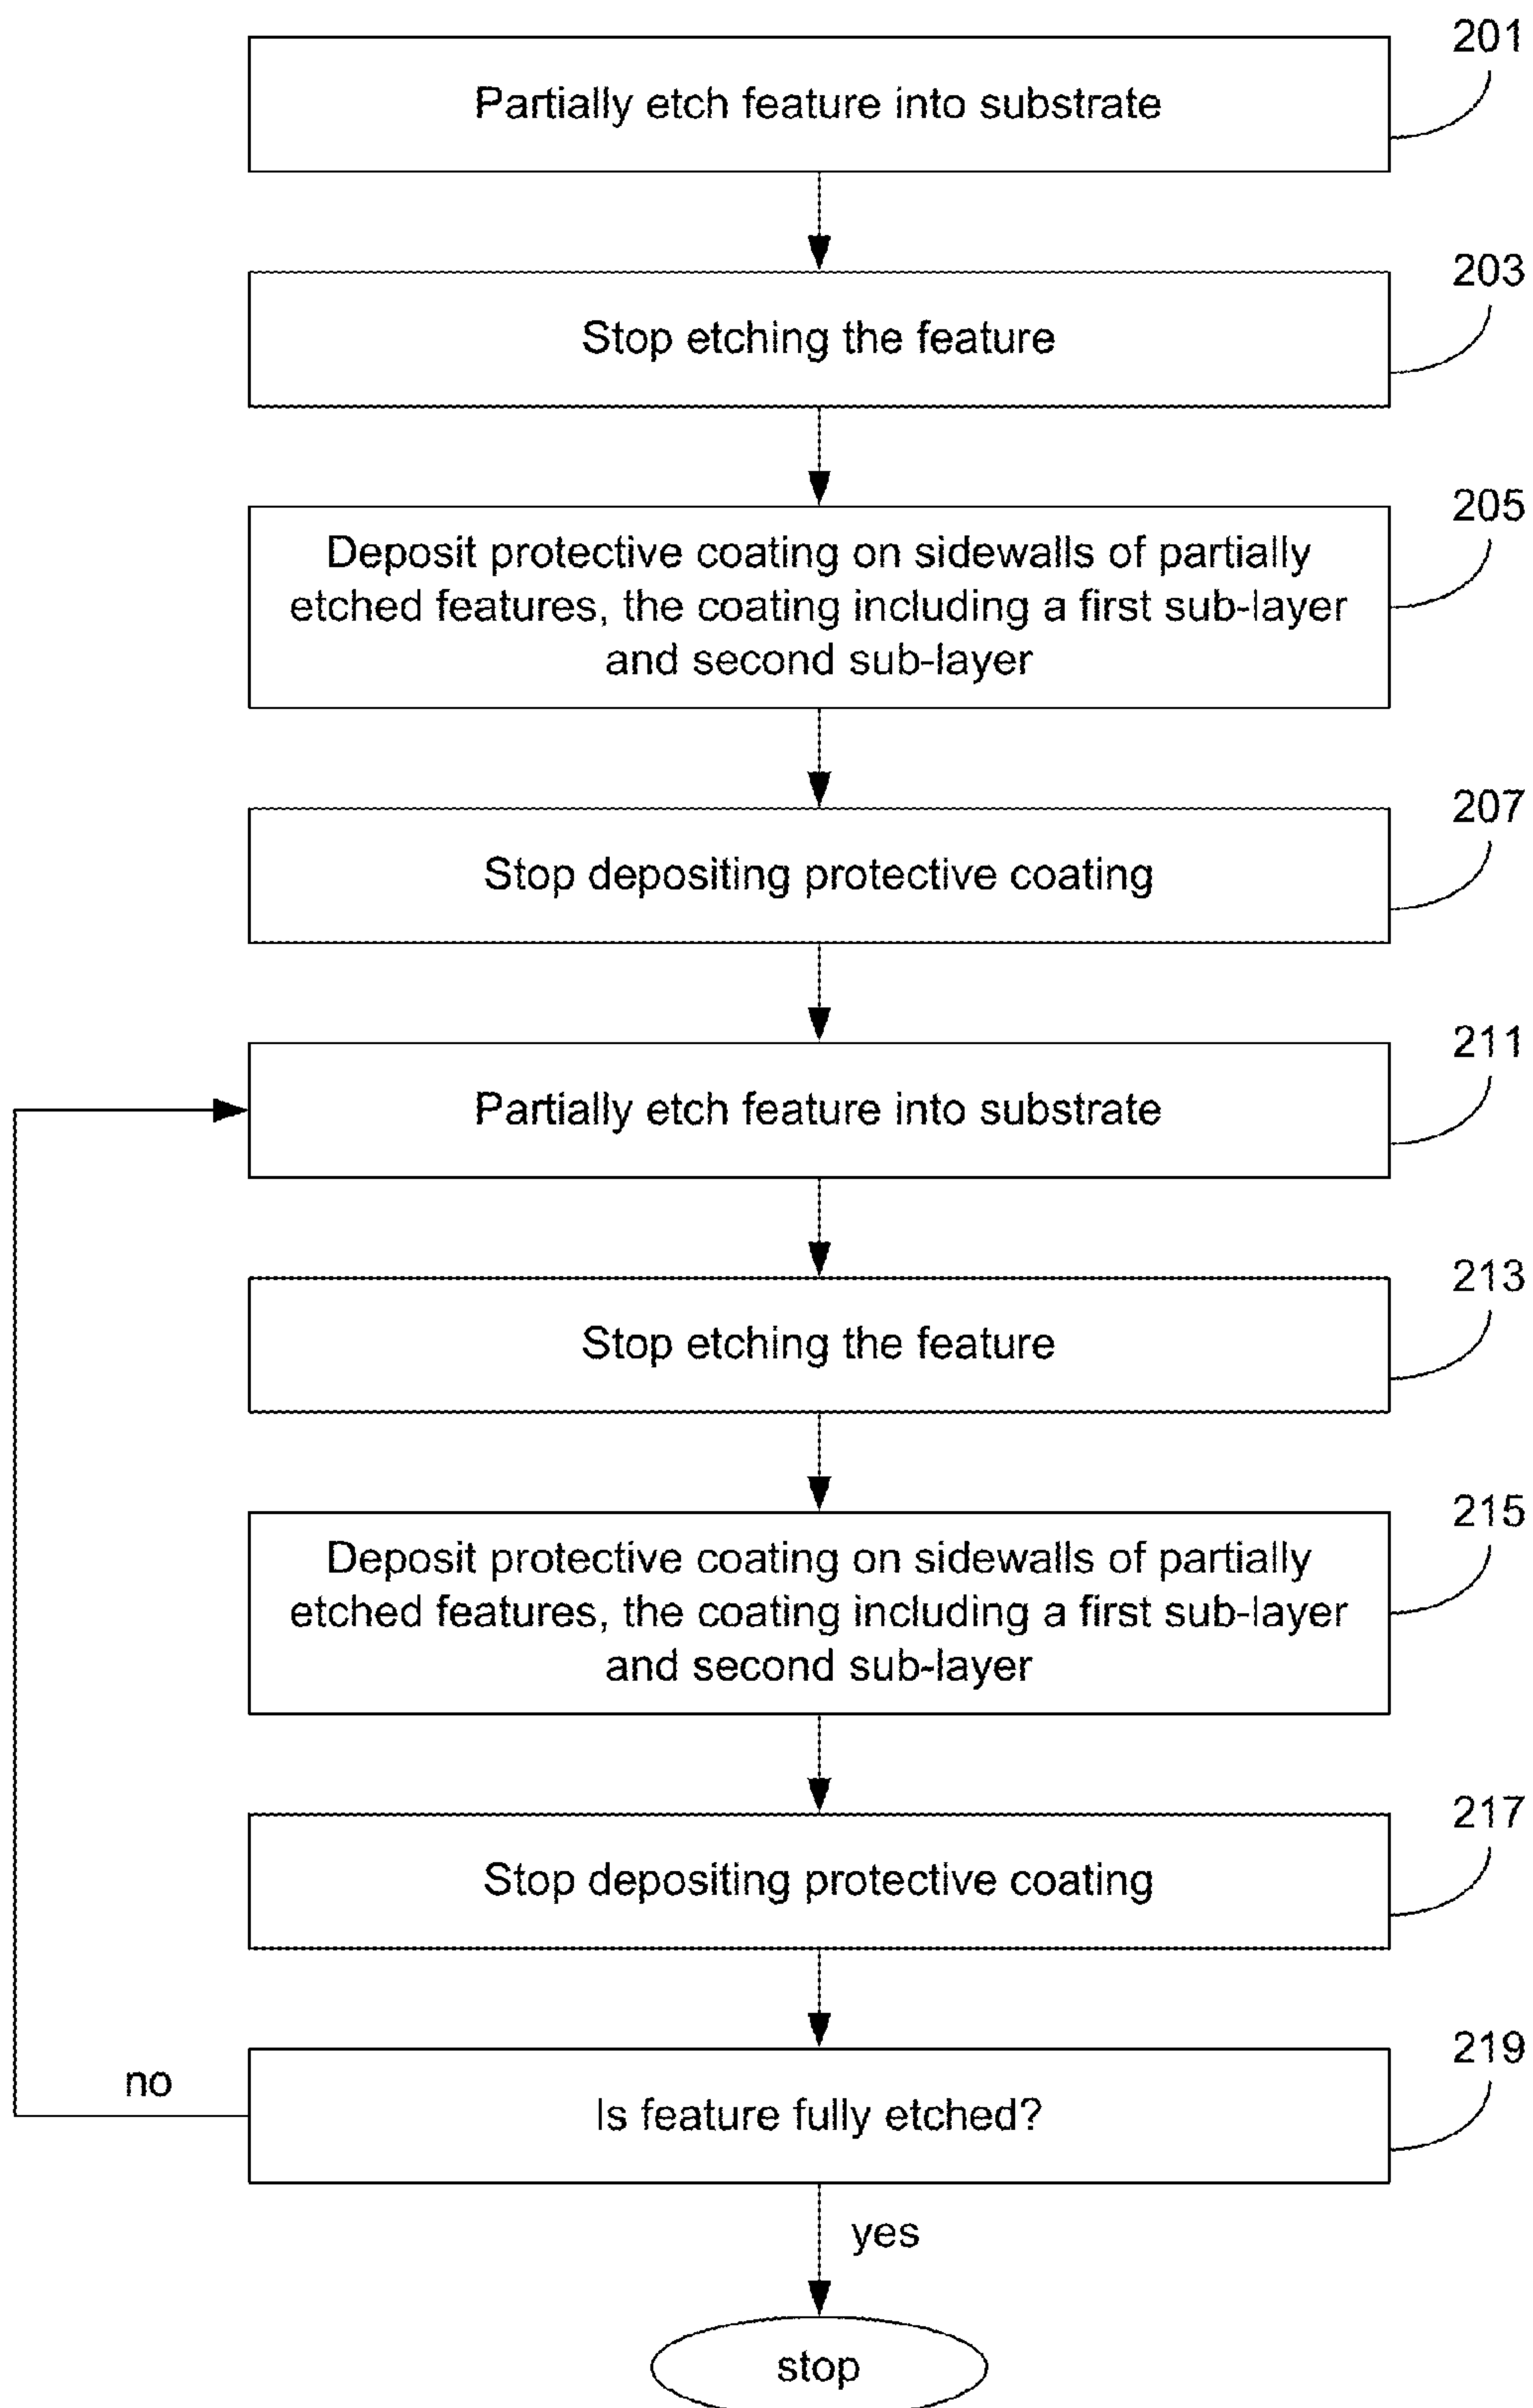 201
Partially etch feature into substrate
203
Stop etching the feature
205
Deposit protective coating on sidewalls of partially
etched features, the coating including a first sub-layer
and second sub-layer
207
Stop depositing protective coating
211
Partially etch feature into substrate
213
Stop etching the feature
215
Deposit protective coating on sidewalls of partially
etched features, the coating including a first sub-layer
and second sub-layer
217
Stop depositing protective coating
219
no
Is feature fully etched?
yes
stop